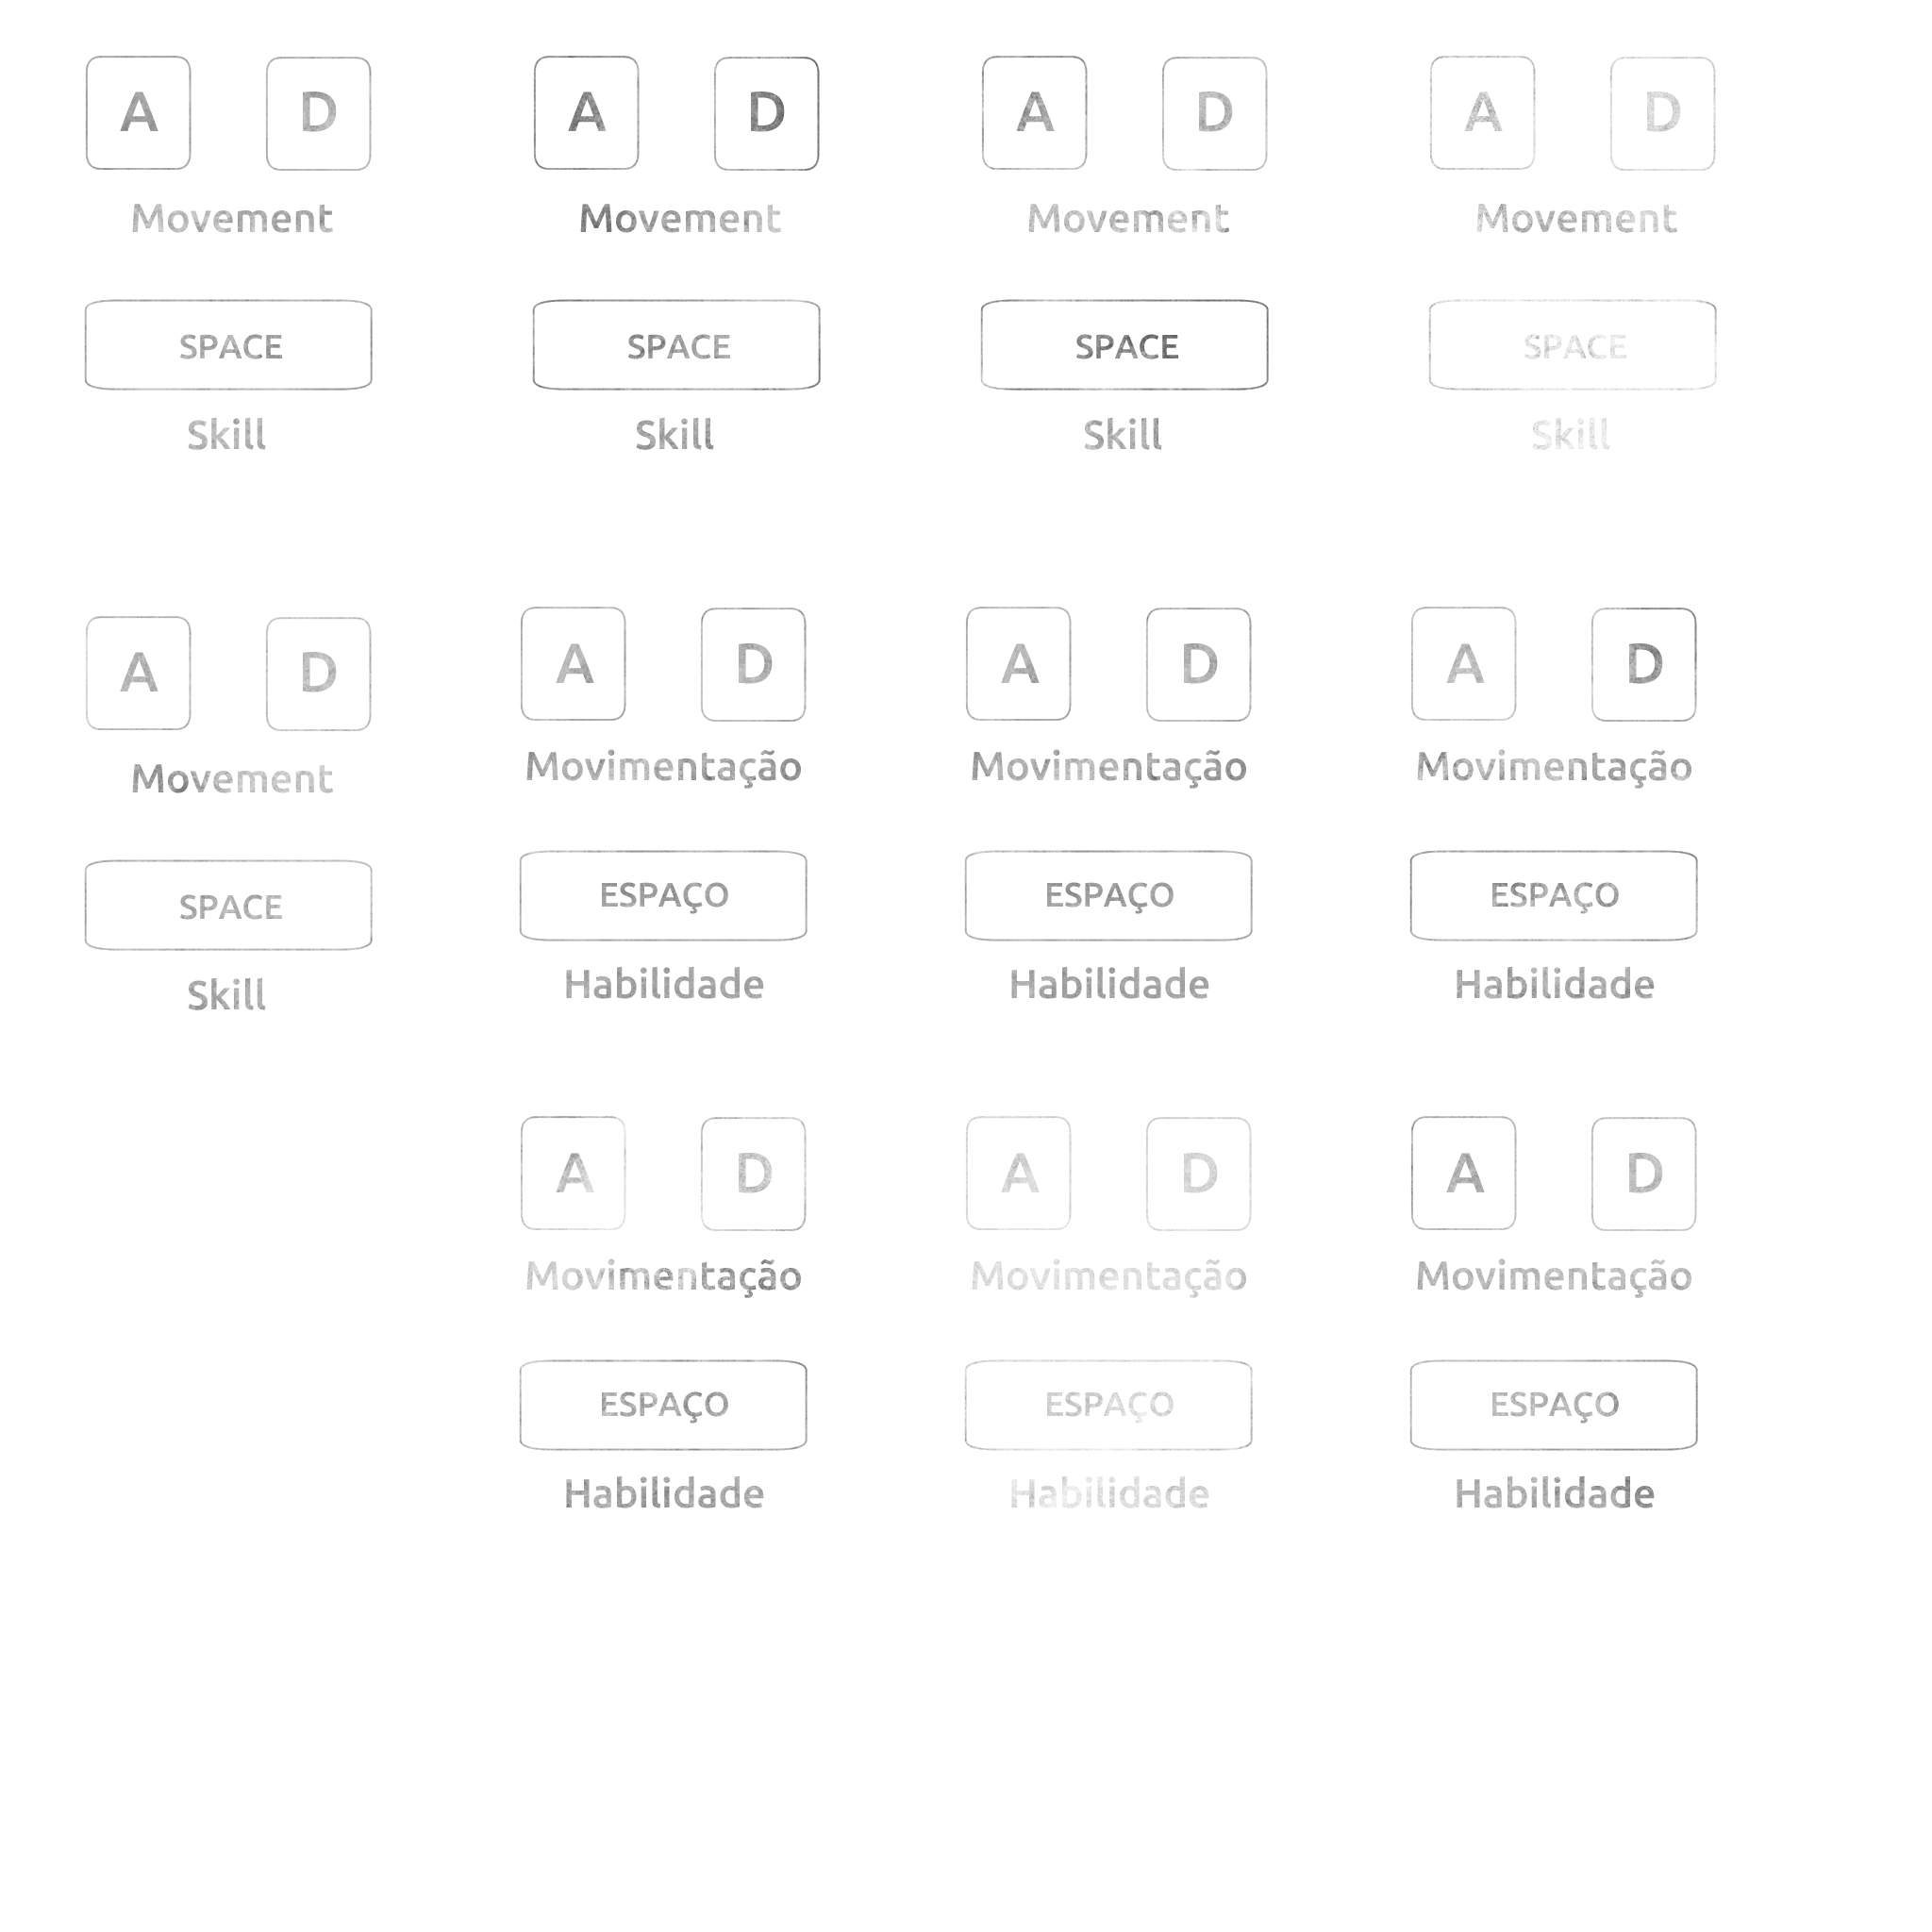 A D A D A D A D
Movement Movement Movement Movement
SPACE SPACE SPACE SPACE
Skill Skill Skill Skill
A D A D A D A D
Movement Movimentação Movimentação Movimentação
SPACE ESPAÇO ESPAÇO ESPAÇO
Skill Habilidade Habilidade Habilidade
A D A D A D
Movimentação Movimentação Movimentação
ESPAÇO ESPAÇO ESPAÇO
Habilidade Habilidade Habilidade